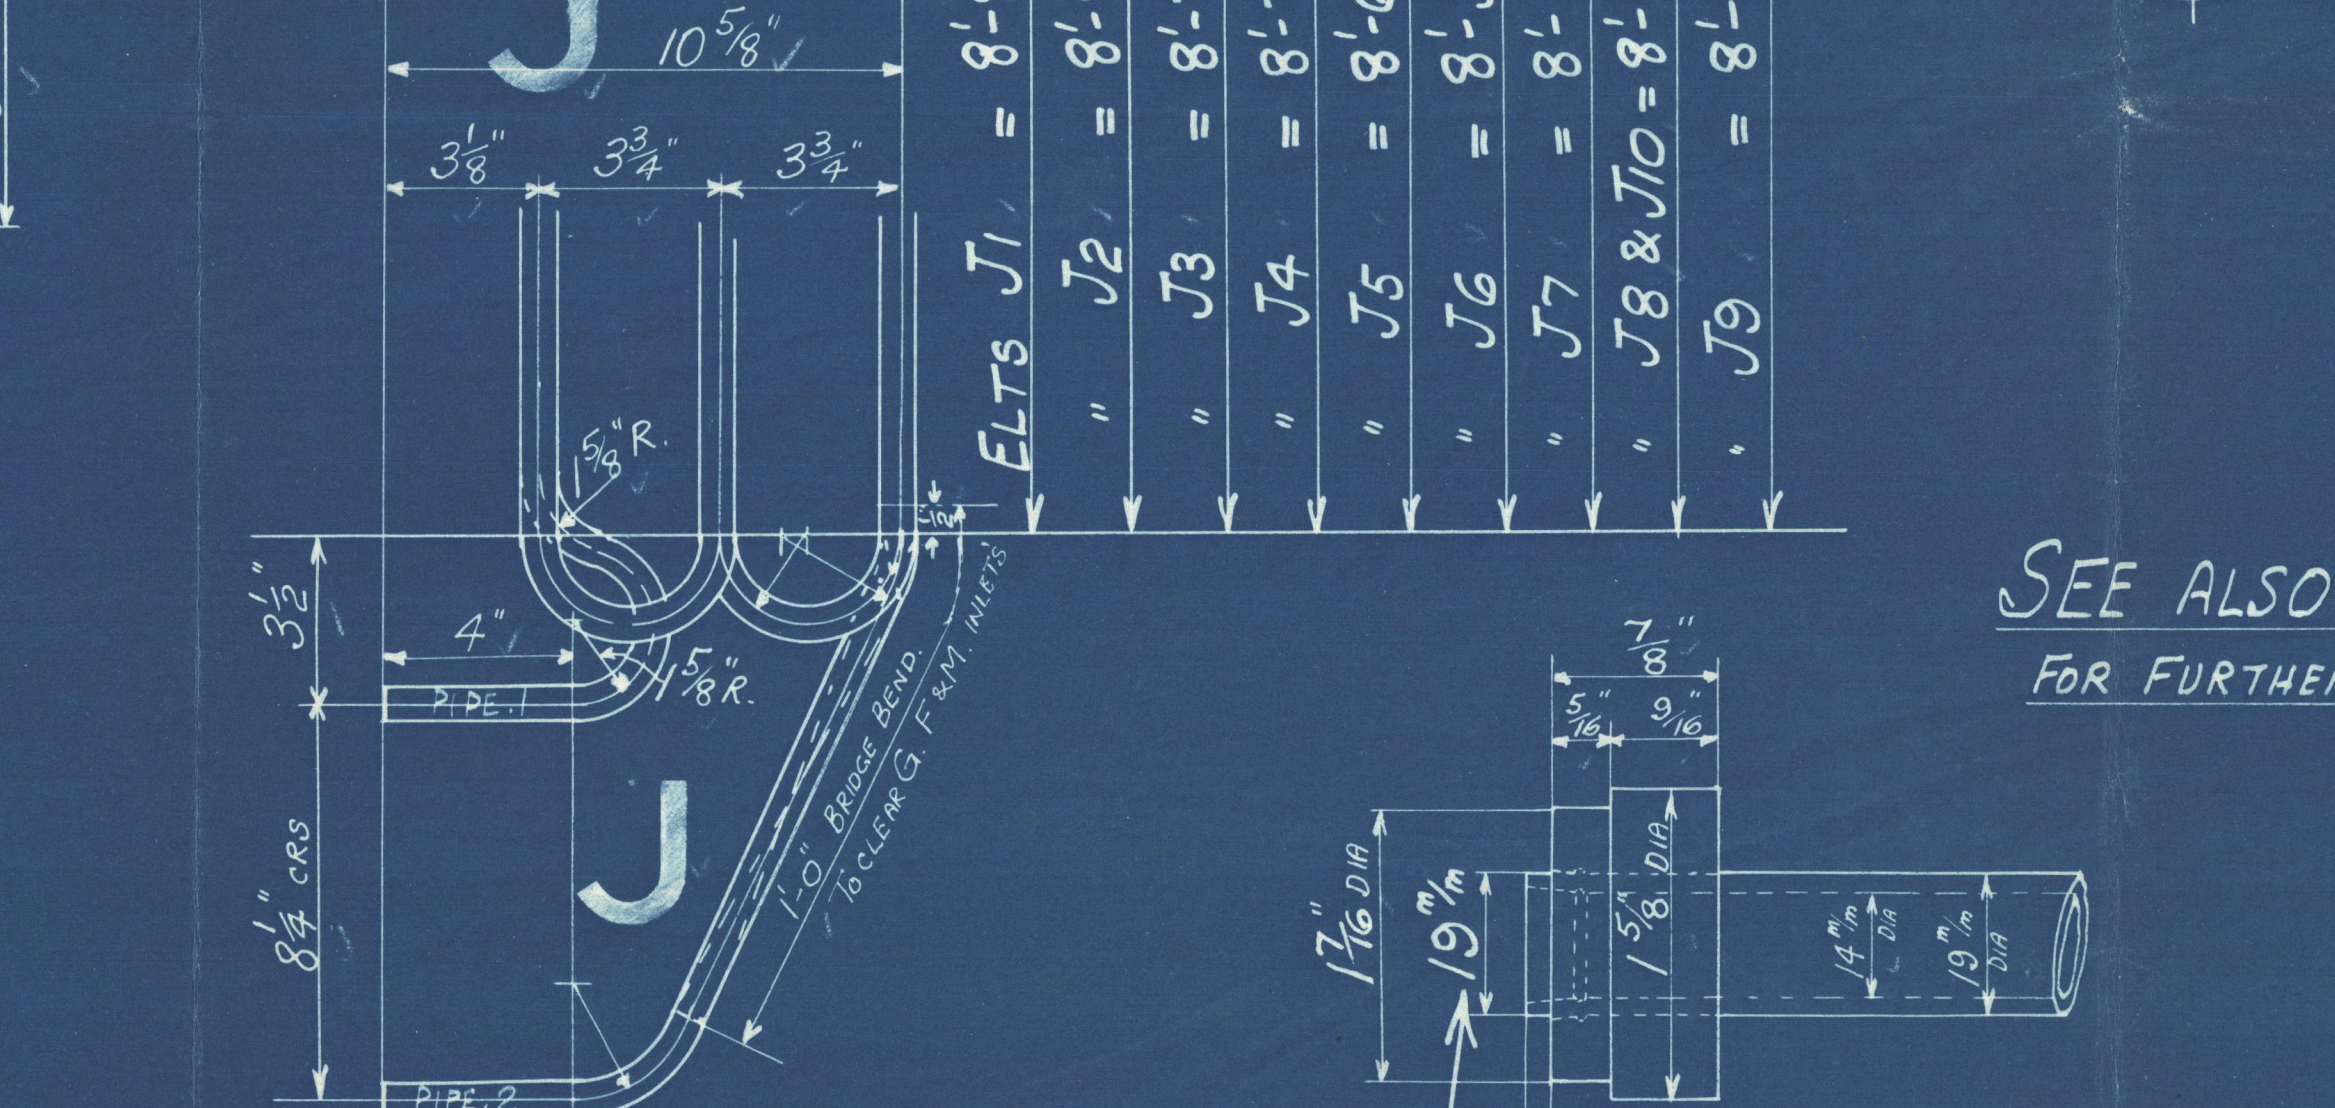 J
10 5/8"
3 1/8"
3 3/4"
3 3/4"
ELTS J1 = 8'-
" J2 = 8'-
" J3 = 8'-
" J4 = 8'-
" J5 = 8'-6
" J6 = 8'-
" J7 = 8'-
" J8 & J10 = 8'-
" J9 = 8'-
1 5/8" R.
1/2
3 1/2"
4"
PIPE.1
1 5/8" R.
8 1/4" CRS
J
1'-0" BRIDGE BEND.
TO CLEAR G. F & M. INLETS
PIPE.2
SEE ALSO
FOR FURTHER
7/8"
5/16"
9/16"
1 7/16" DIA
19 m/m
1 5/8" DIA
14 m/m DIA
19 m/m DIA